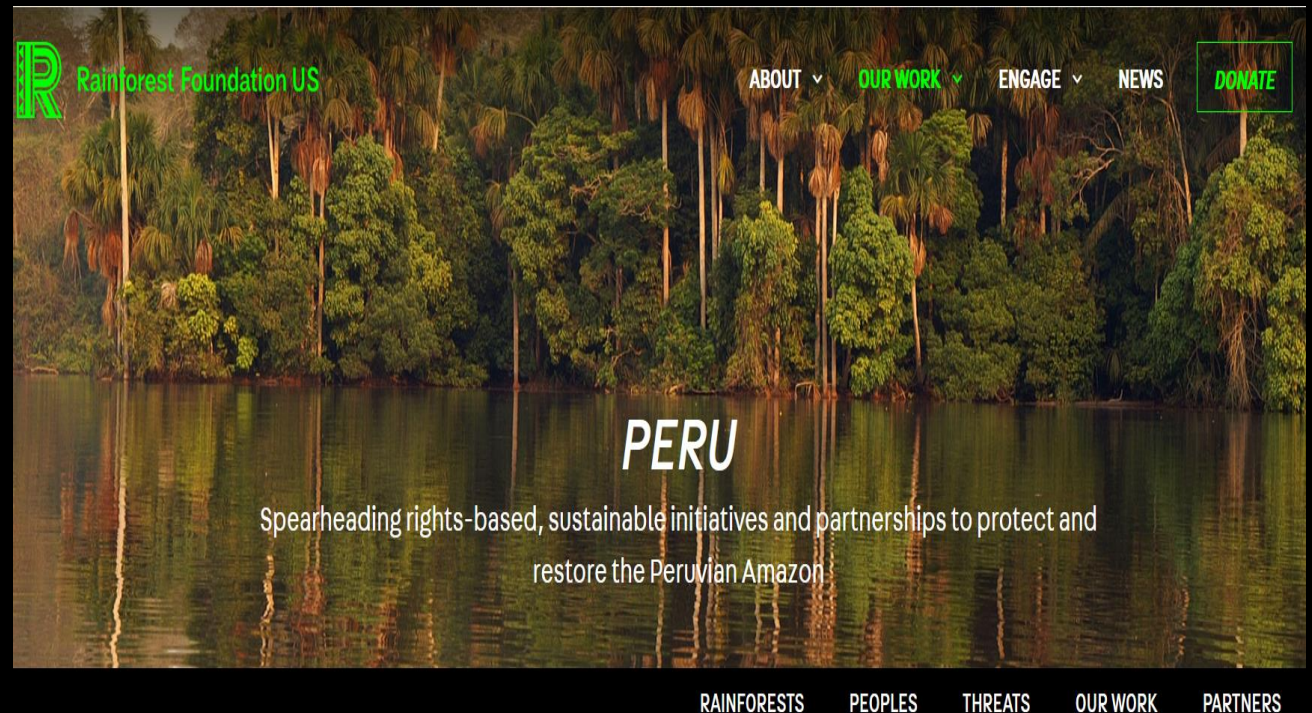 Rainforest Foundation US
ABOUT OUR WORK ENGAGE NEWS DONATE
PERU
Spearheading rights-based, sustainable initiatives and partnerships to protect and
restore the Peruvian Amazon
RAINFORESTS PEOPLES THREATS OUR WORK PARTNERS